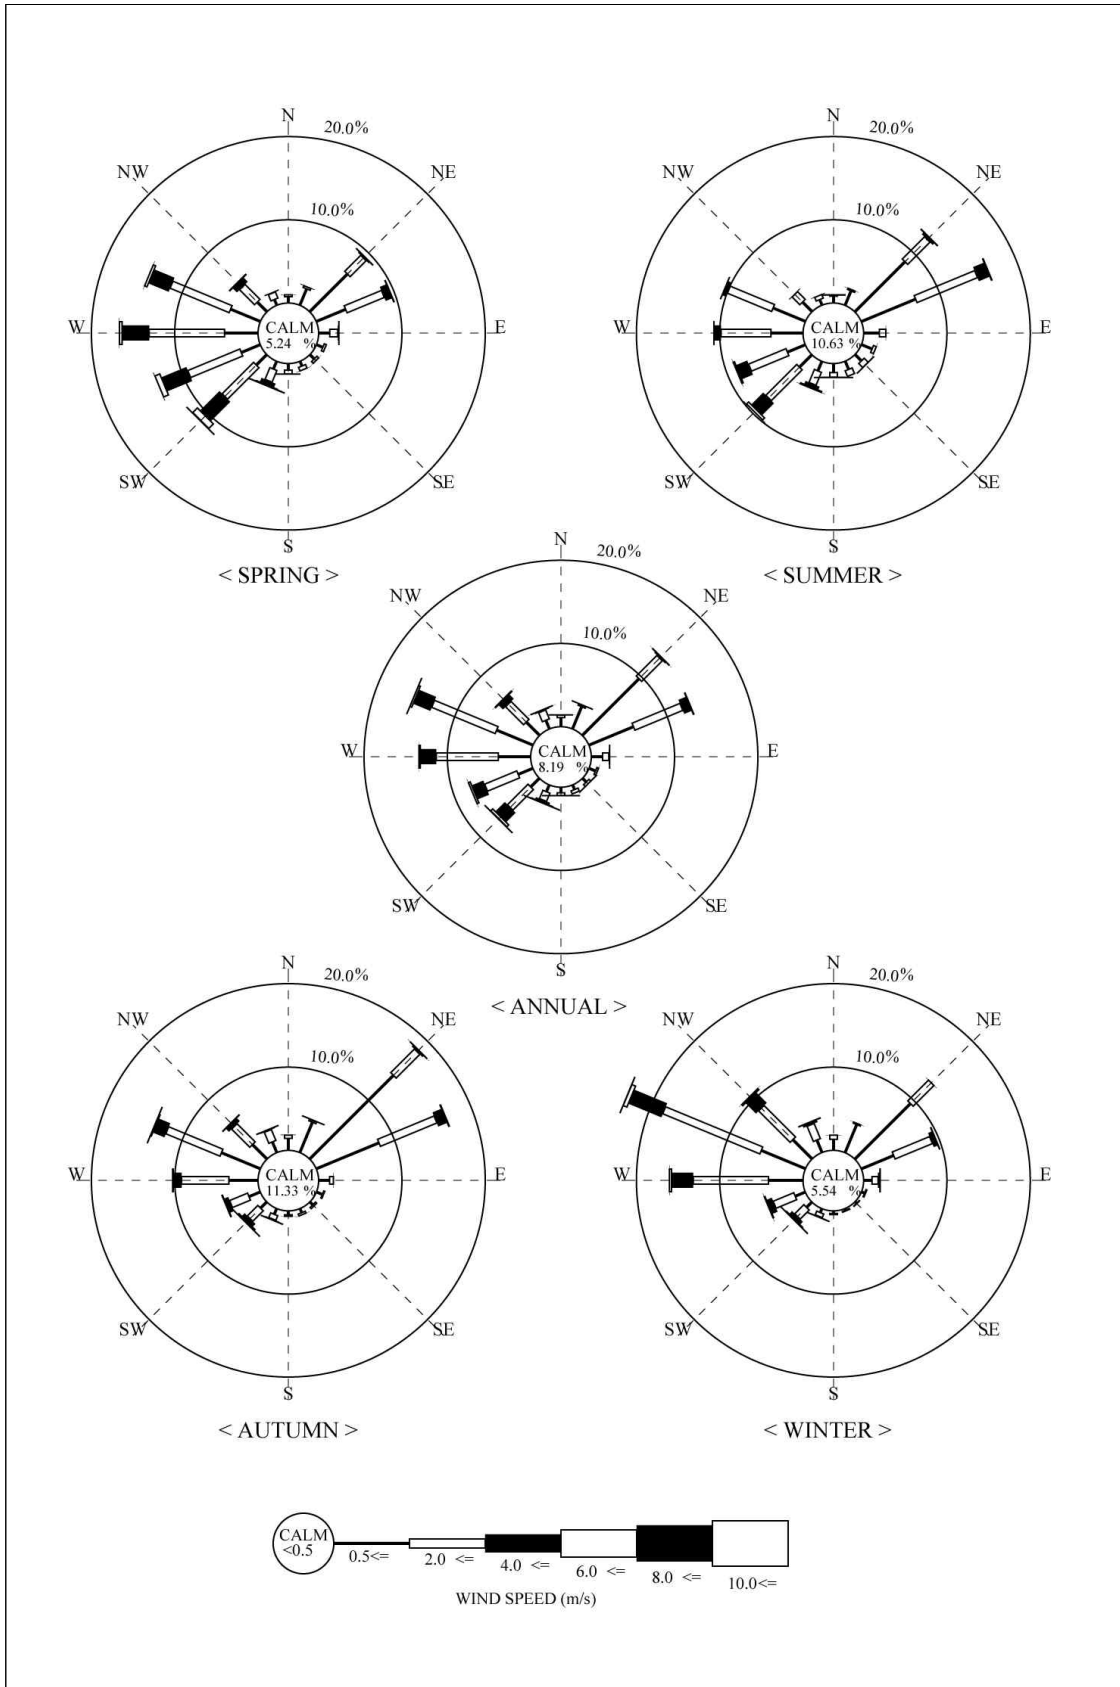 N
20.0%
NW
NE
10.0%
W
CALM
5.24 %
E
SW
SE
S
< SPRING >
N
20.0%
NW
NE
10.0%
W
CALM
10.63 %
E
SW
SE
S
< SUMMER >
N
20.0%
NW
NE
10.0%
W
CALM
8.19 %
E
SW
SE
S
< ANNUAL >
N
20.0%
NW
NE
10.0%
W
CALM
11.33 %
E
SW
SE
S
< AUTUMN >
N
20.0%
NW
NE
10.0%
W
CALM
5.54 %
E
SW
SE
S
< WINTER >
CALM
<0.5
0.5<= 2.0 <= 4.0 <= 6.0 <= 8.0 <= 10.0<=
WIND SPEED (m/s)